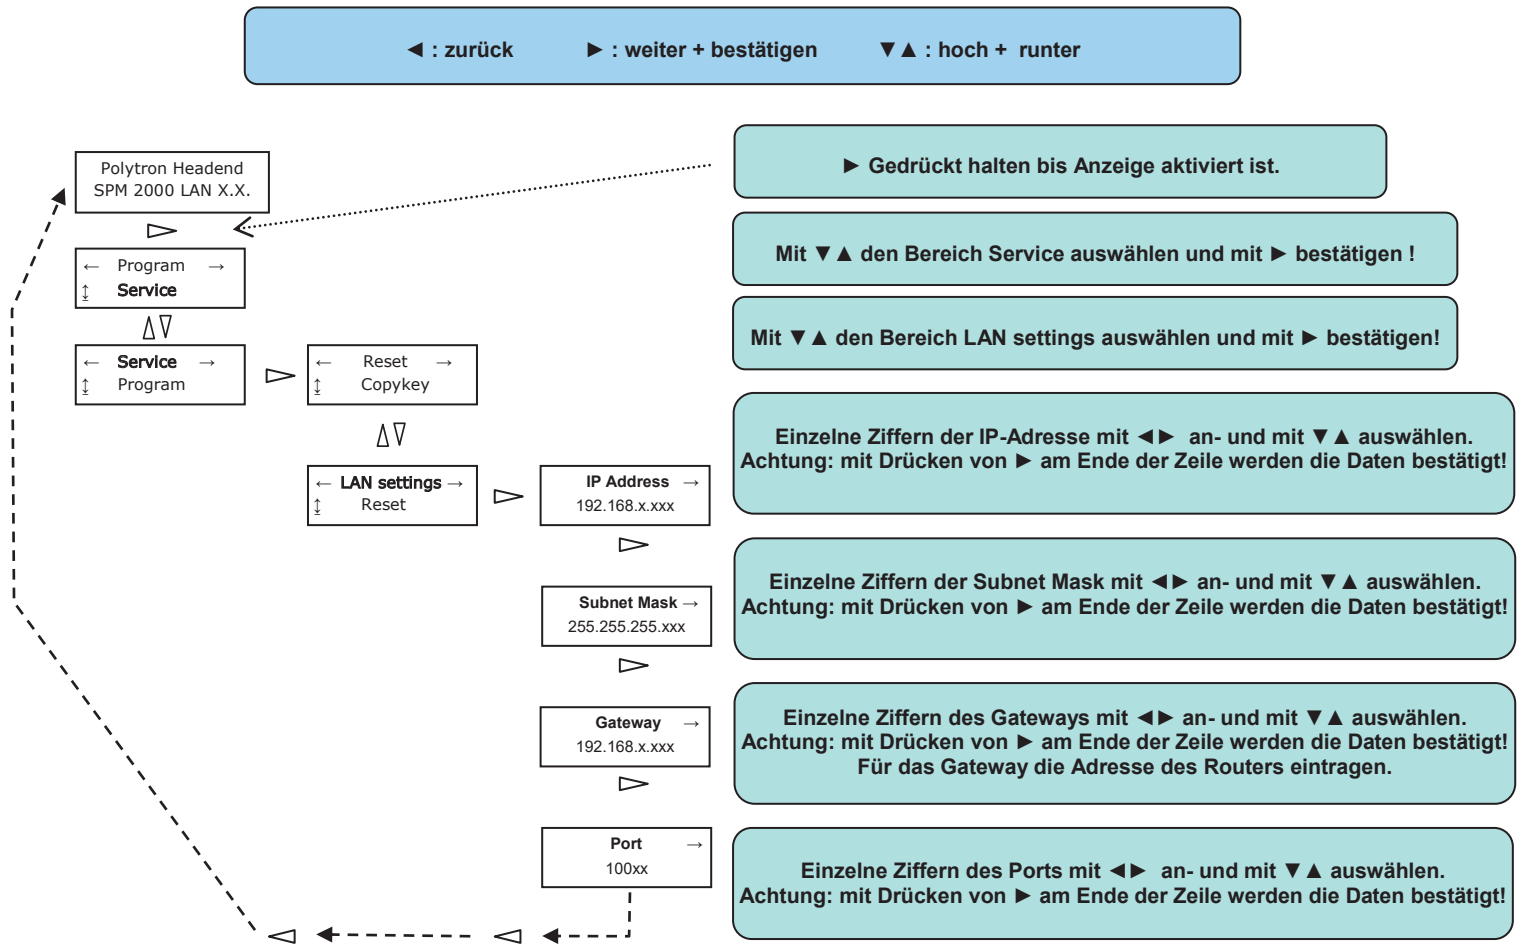 ◄ : zurück ► : weiter + bestätigen ▼▲ : hoch + runter
Polytron Headend
SPM 2000 LAN X.X.
► Gedrückt halten bis Anzeige aktiviert ist.
← Program →
↨ Service
Mit ▼▲ den Bereich Service auswählen und mit ► bestätigen !
← Service →
↨ Program
← Reset →
↨ Copykey
Mit ▼▲ den Bereich LAN settings auswählen und mit ► bestätigen!
← LAN settings →
↨ Reset
IP Address →
192.168.x.xxx
Einzelne Ziffern der IP-Adresse mit ◄► an- und mit ▼▲ auswählen.
Achtung: mit Drücken von ► am Ende der Zeile werden die Daten bestätigt!
Subnet Mask →
255.255.255.xxx
Einzelne Ziffern der Subnet Mask mit ◄► an- und mit ▼▲ auswählen.
Achtung: mit Drücken von ► am Ende der Zeile werden die Daten bestätigt!
Gateway →
192.168.x.xxx
Einzelne Ziffern des Gateways mit ◄► an- und mit ▼▲ auswählen.
Achtung: mit Drücken von ► am Ende der Zeile werden die Daten bestätigt!
Für das Gateway die Adresse des Routers eintragen.
Port →
100xx
Einzelne Ziffern des Ports mit ◄► an- und mit ▼▲ auswählen.
Achtung: mit Drücken von ► am Ende der Zeile werden die Daten bestätigt!